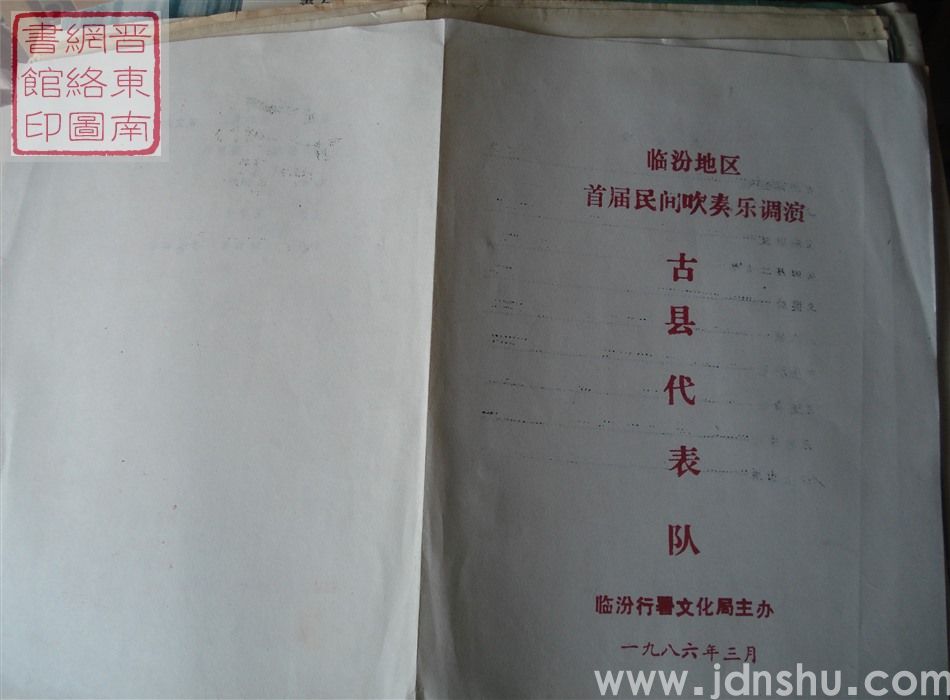 晋東南
網絡圖
書館印
临汾地区
首届民间吹奏乐调演
古
县
代
表
队
临汾行署文化局主办
一九八六年三月
www.jdnshu.com